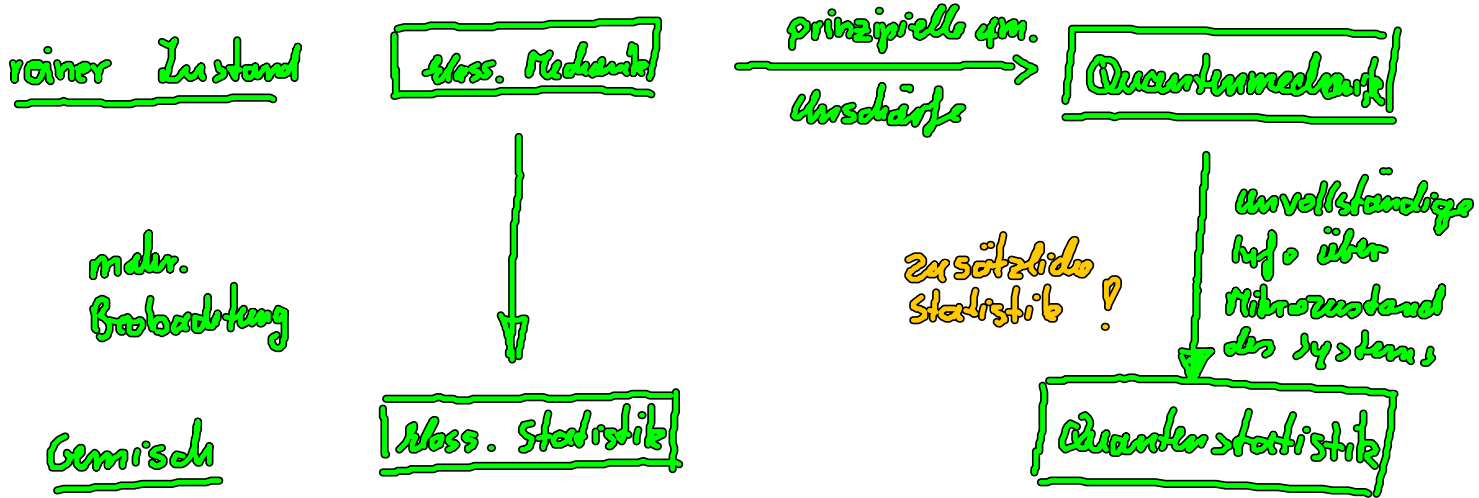 reiner Zustand
klass. Mechanik
prinzipielle qm.
Unschärfe
Quantenmechanik
makr.
Beobachtung
zusätzliche
Statistik !
unvollständige
Info über
Mikrozustand
des Systems
Gemisch
klass. Statistik
Quantenstatistik